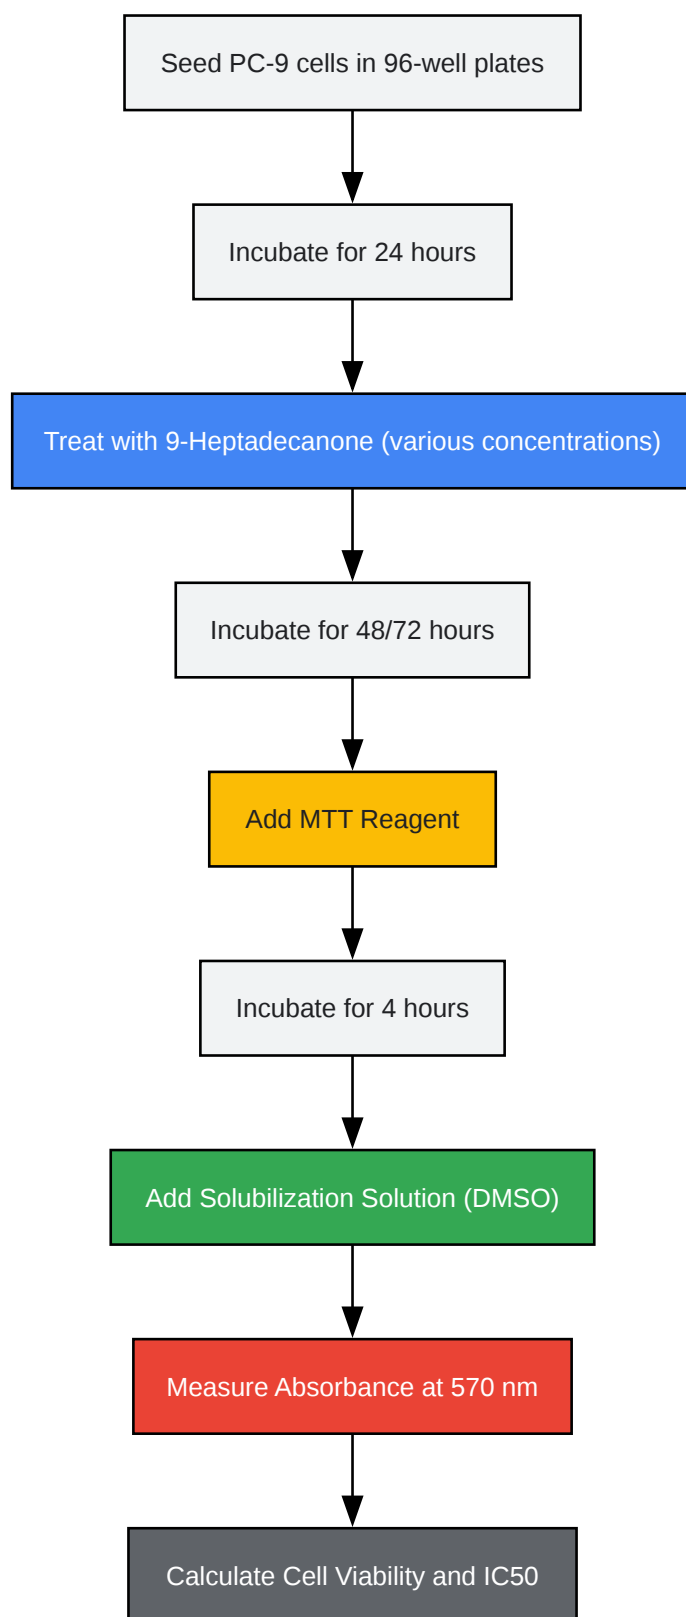 Seed PC-9 cells in 96-well plates
Incubate for 24 hours
Treat with 9-Heptadecanone (various concentrations)
Incubate for 48/72 hours
Add MTT Reagent
Incubate for 4 hours
Add Solubilization Solution (DMSO)
Measure Absorbance at 570 nm
Calculate Cell Viability and IC50